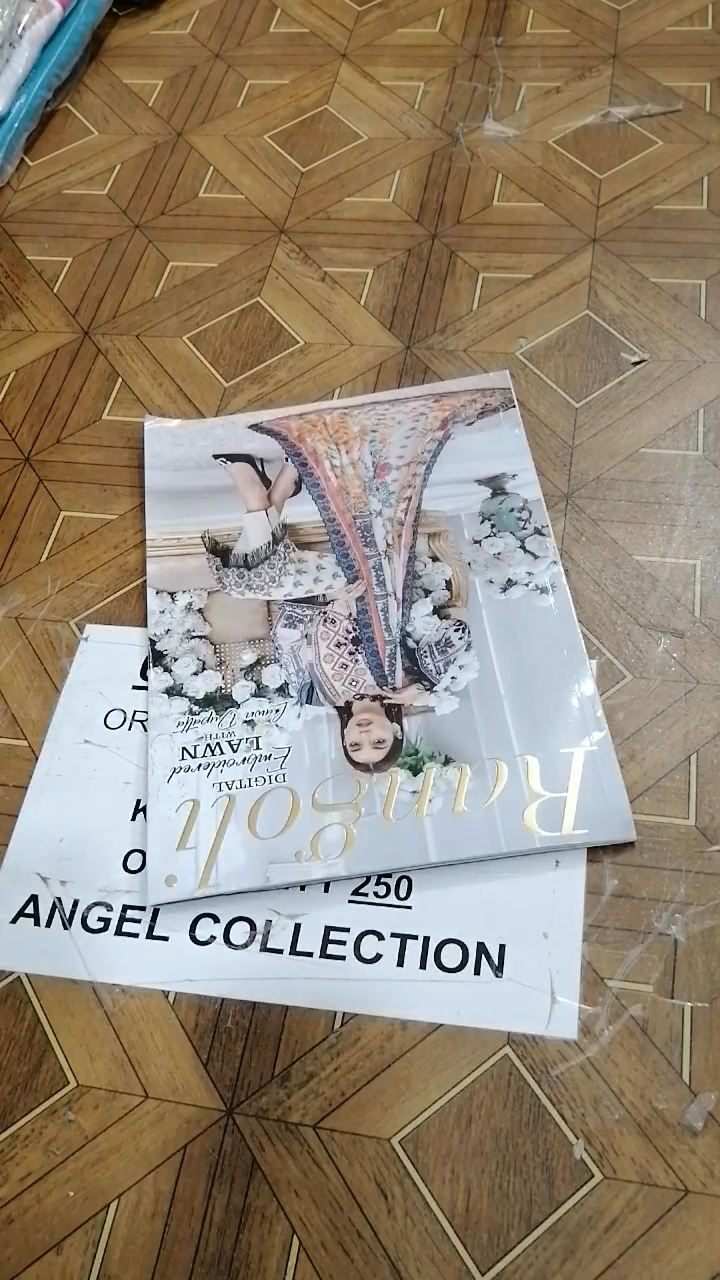 Rangoli
DIGITAL
Embroidered
LAWN
WITH
Lawn Dupatta
OR
250
ANGEL COLLECTION